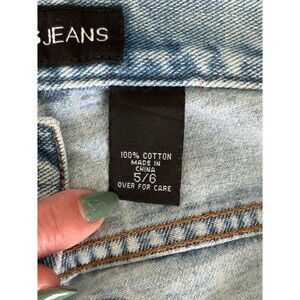 JEANS
100% COTTON
MADE IN
CHINA
5/6
OVER FOR CARE